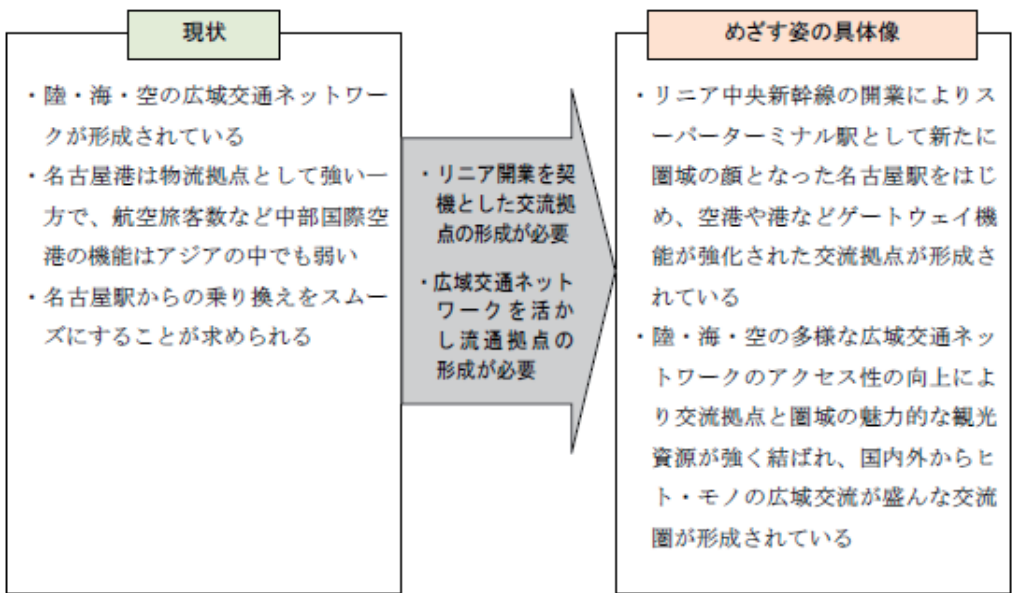 現状
・陸・海・空の広域交通ネットワー
クが形成されている
・名古屋港は物流拠点として強い一
方で、航空旅客数など中部国際空
港の機能はアジアの中でも弱い
・名古屋駅からの乗り換えをスムー
ズにすることが求められる
・リニア開業を契
機とした交流拠
点の形成が必要
・広域交通ネット
ワークを活か
し流通拠点の
形成が必要
めざす姿の具体像
・リニア中央新幹線の開業によりス
ーパーターミナル駅として新たに
圏域の顔となった名古屋駅をはじ
め、空港や港などゲートウェイ機
能が強化された交流拠点が形成さ
れている
・陸・海・空の多様な広域交通ネッ
トワークのアクセス性の向上によ
り交流拠点と圏域の魅力的な観光
資源が強く結ばれ、国内外からヒ
ト・モノの広域交流が盛んな交流
圏が形成されている